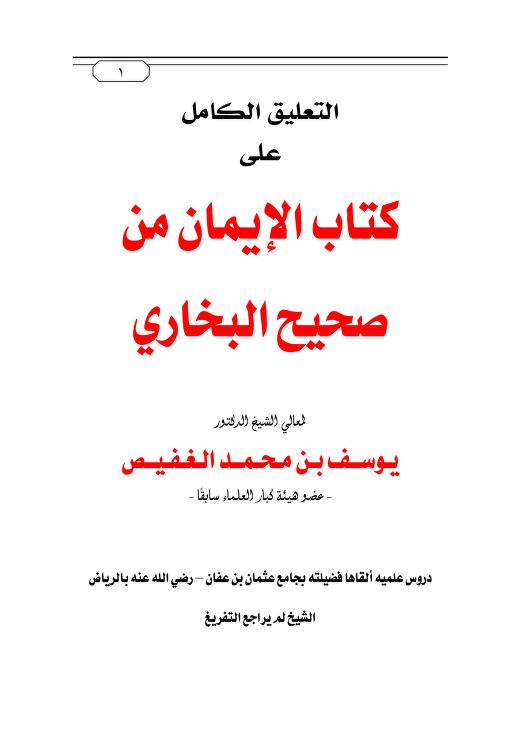 ١
التعليق الكامل
على
كتاب الإيمان من
صحيح البخاري
لمعالي الشيخ الدكتور
يوسف بن محمد الغفيص
- عضو هيئة كبار العلماء سابقًا -
دروس علميه ألقاها فضيلته بجامع عثمان بن عفان – رضي الله عنه بالرياض
الشيخ لم يراجع التفريغ